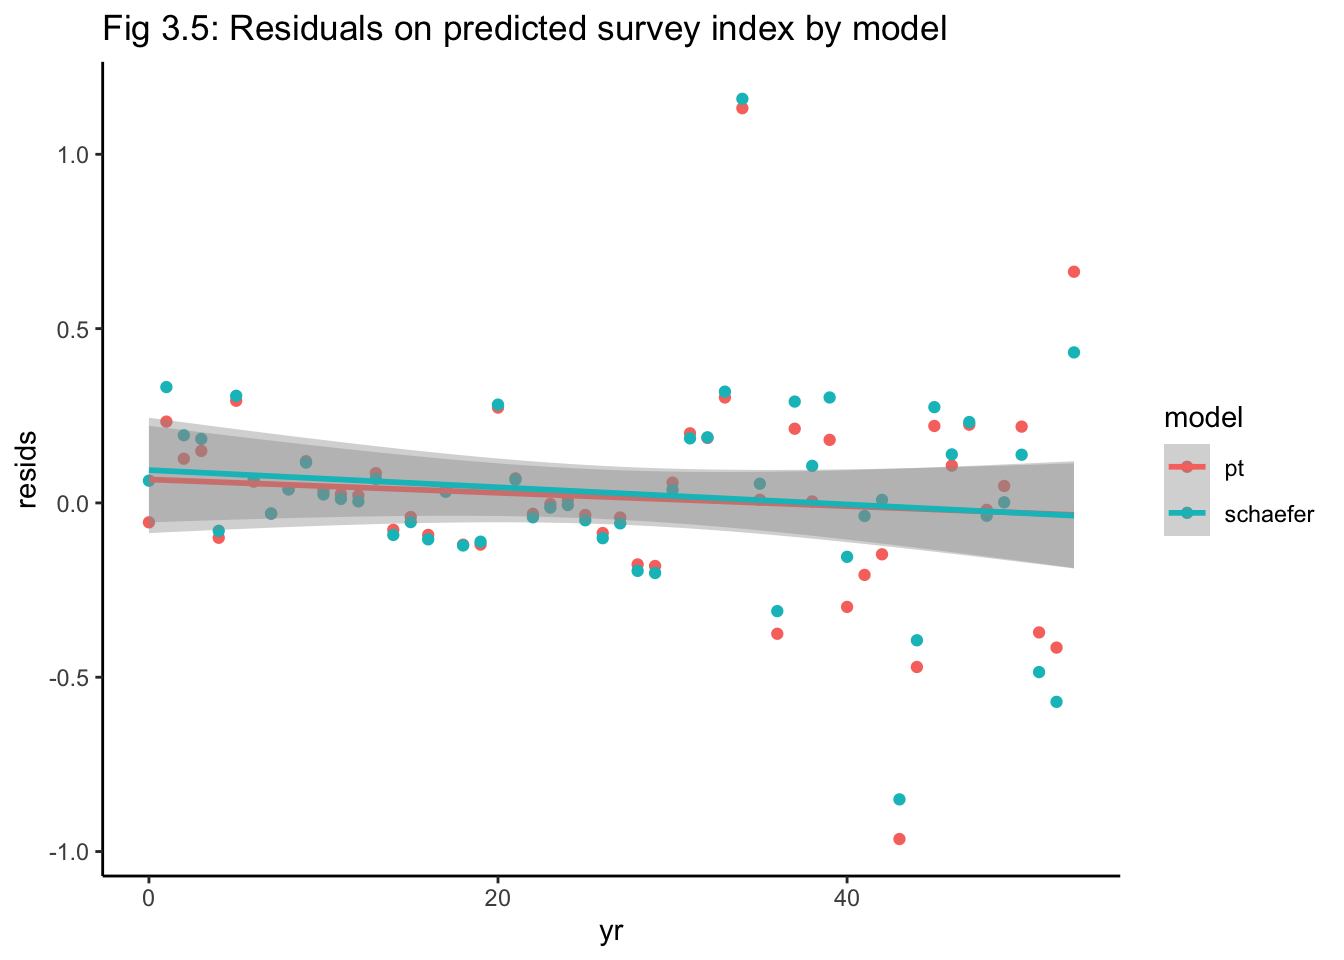 Fig 3.5: Residuals on predicted survey index by model
1.0
0.5
0.0
-0.5
-1.0
resids
0 20 40
yr
model
pt
schaefer